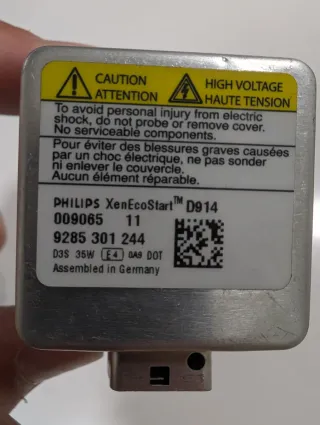 CAUTION
ATTENTION
HIGH VOLTAGE
HAUTE TENSION
To avoid personal injury from electric
shock, do not probe or remove cover.
No serviceable components.
Pour éviter des blessures graves causées
par un choc électrique, ne pas sonder
ni enlever le couvercle.
Aucun élément réparable.
PHILIPS XenEcoStart™ D914
009065 11
9285 301 244
D3S 35W E4 0A9 DOT
Assembled in Germany